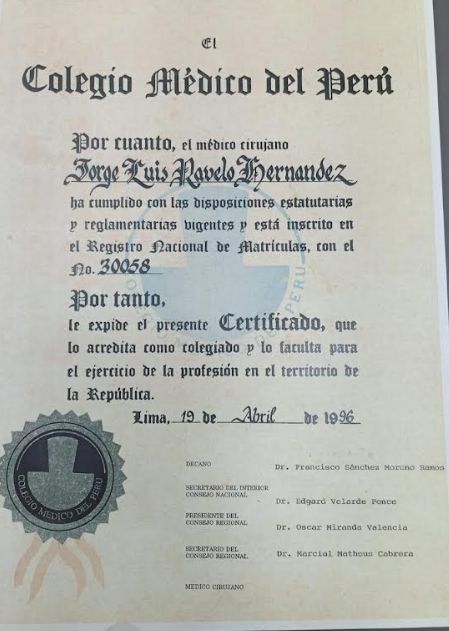 El
Colegio Médico del Perú
Por cuanto, el médico cirujano
Jorge Luis Ravelo Hernandez
ha cumplido con las disposiciones estatutarias
y reglamentarias vigentes y está inscrito en
el Registro Nacional de Matrículas, con el
No. 30058
Por tanto,
le expide el presente Certificado, que
lo acredita como colegiado y lo faculta para
el ejercicio de la profesión en el territorio de
la República.
Lima, 19 de Abril de 1996
COLEGIO MEDICO DEL PERU
DECANO Dr. Francisco Sánchez Moreno Ramos
SECRETARIO DEL INTERIOR
CONSEJO NACIONAL Dr. Edgard Velarde Ponce
PRESIDENTE DEL
CONSEJO REGIONAL Dr. Oscar Miranda Valencia
SECRETARIO DEL
CONSEJO REGIONAL Dr. Marcial Matheus Cabrera
MEDICO CIRUJANO